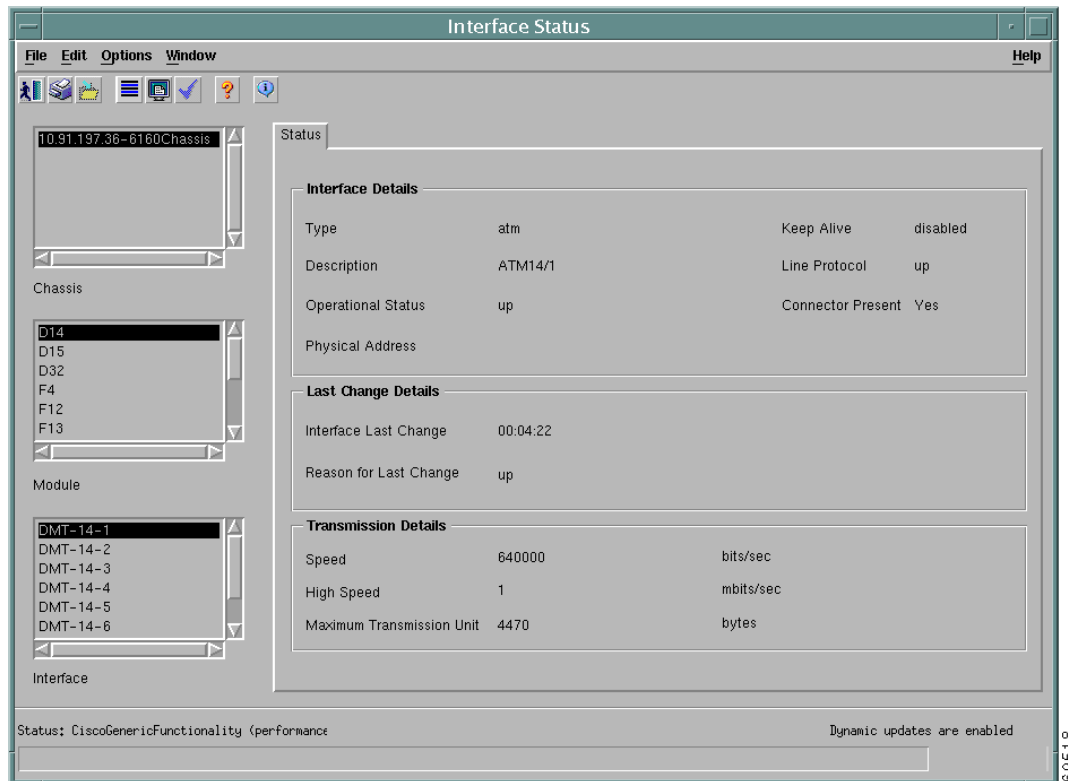 Interface Status
File Edit Options Window Help
10.91.197.36-6160Chassis
Chassis
D14
D15
D32
F4
F12
F13
Module
DMT-14-1
DMT-14-2
DMT-14-3
DMT-14-4
DMT-14-5
DMT-14-6
Interface
Status
Interface Details
Type atm Keep Alive disabled
Description ATM14/1 Line Protocol up
Operational Status up Connector Present Yes
Physical Address
Last Change Details
Interface Last Change 00:04:22
Reason for Last Change up
Transmission Details
Speed 640000 bits/sec
High Speed 1 mbits/sec
Maximum Transmission Unit 4470 bytes
Status: CiscoGenericFunctionality (performance
Dynamic updates are enabled